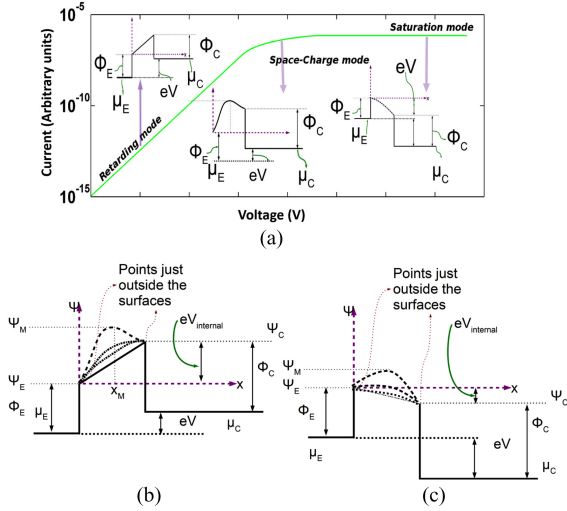 Current (Arbitrary units)
10⁻⁵
10⁻¹⁰
10⁻¹⁵
Voltage (V)
Retarding mode
Space-Charge mode
Saturation mode
Φ_E
μ_E
eV
Φ_C
μ_C
x
Φ_E
μ_E
eV
Φ_C
μ_C
Φ_E
μ_E
eV
Φ_C
μ_C
x
(a)
Points just
outside the
surfaces
Ψ
Ψ_M
Ψ_E
Φ_E
μ_E
X_M
eV_internal
Ψ_C
Φ_C
X
eV
μ_C
(b)
Points just
outside the
surfaces
Ψ
Ψ_M
Ψ_E
Φ_E
μ_E
eV_internal
X
Ψ_C
Φ_C
eV
μ_C
(c)